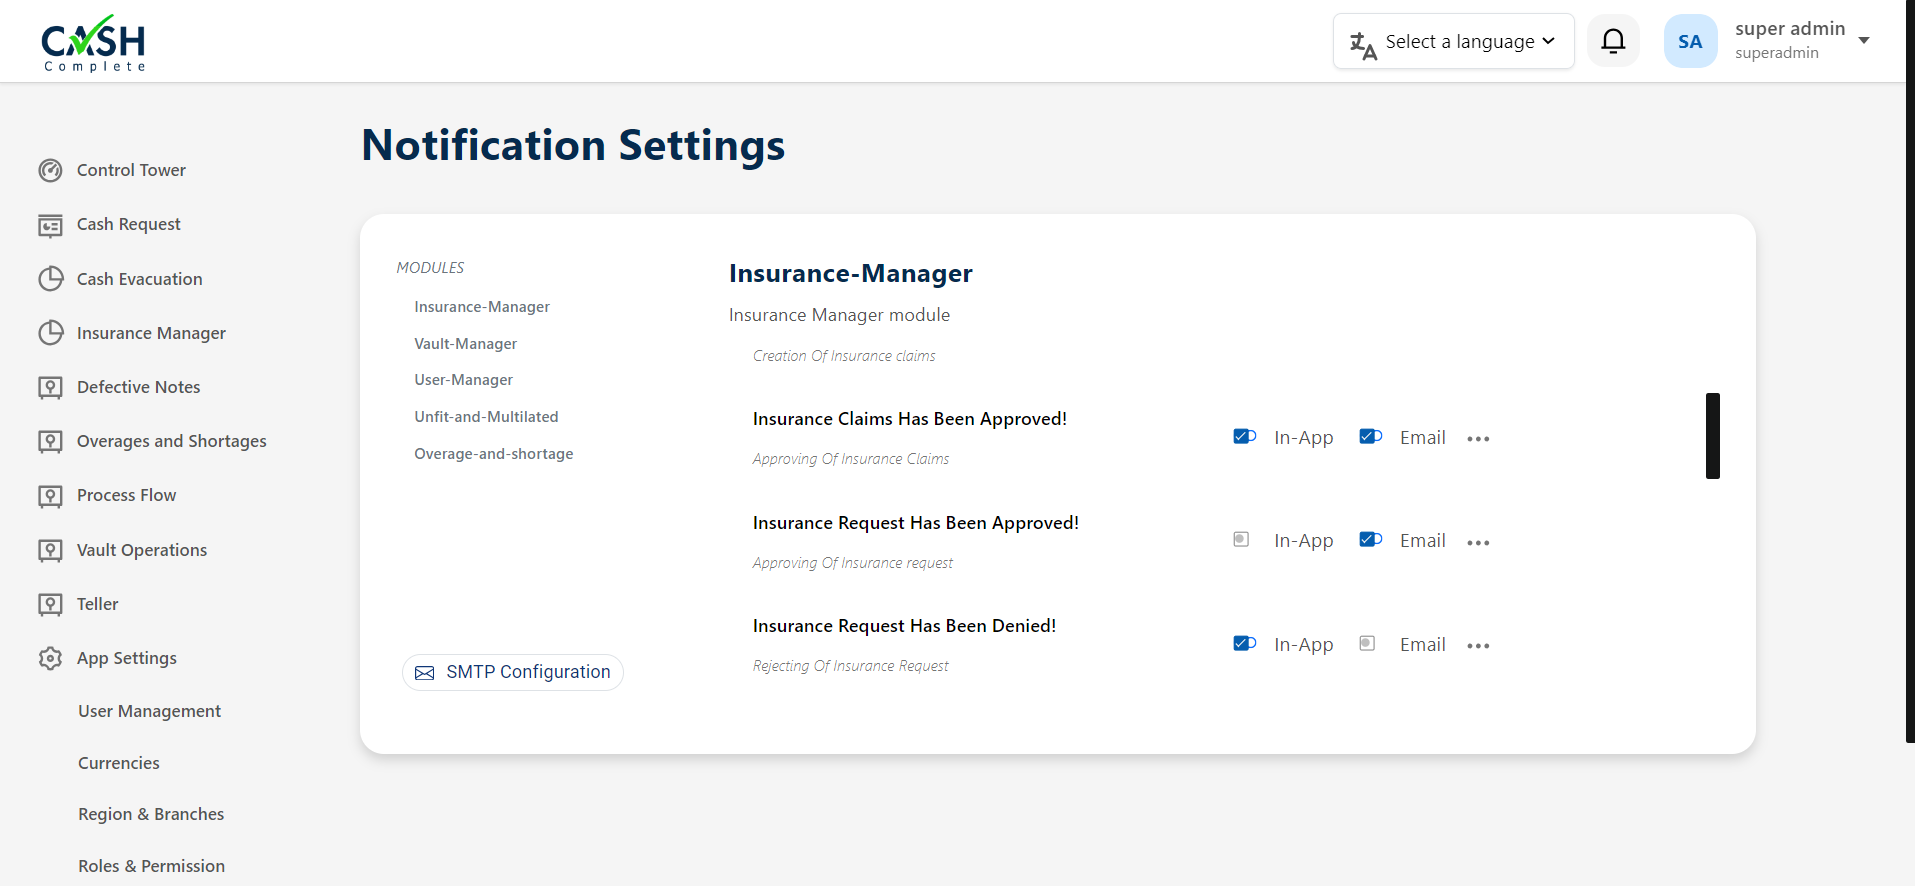 CASH
Complete
Select a language
SA
super admin
superadmin
Notification Settings
Control Tower
Cash Request
Cash Evacuation
Insurance Manager
Defective Notes
Overages and Shortages
Process Flow
Vault Operations
Teller
App Settings
User Management
Currencies
Region & Branches
Roles & Permission
MODULES
Insurance-Manager
Vault-Manager
User-Manager
Unfit-and-Multilated
Overage-and-shortage
SMTP Configuration
Insurance-Manager
Insurance Manager module
Creation Of Insurance claims
Insurance Claims Has Been Approved!
In-App Email
Approving Of Insurance Claims
Insurance Request Has Been Approved!
In-App Email
Approving Of Insurance request
Insurance Request Has Been Denied!
In-App Email
Rejecting Of Insurance Request